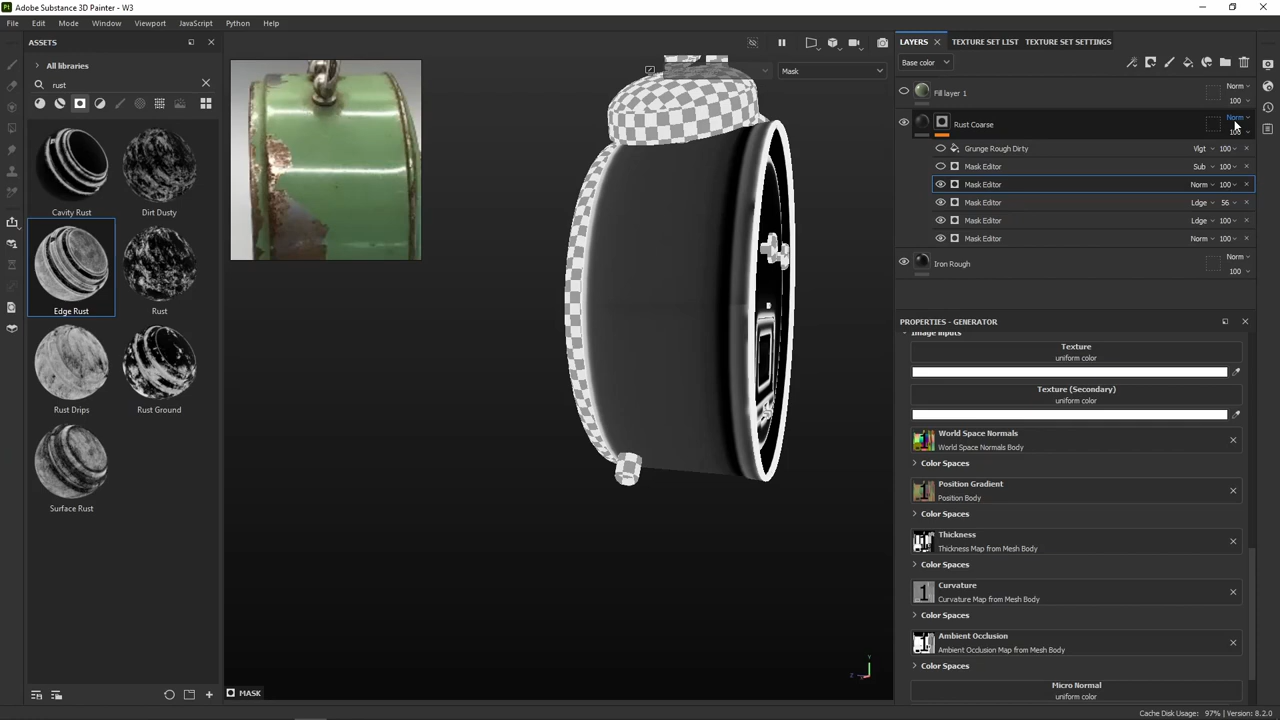 Pt Adobe Substance 3D Painter - W3
File Edit Mode Window Viewport JavaScript Python Help
ASSETS
All libraries
rust
Cavity Rust
Dirt Dusty
Edge Rust
Rust
Rust Drips
Rust Ground
Surface Rust
Mask
MASK
Y
Z
LAYERS
TEXTURE SET LIST
TEXTURE SET SETTINGS
Base color
Fill layer 1
Norm
100
Rust Coarse
Norm
100
Grunge Rough Dirty Vlgt 100
Mask Editor Sub 100
Mask Editor Norm 100
Mask Editor Ldge 56
Mask Editor Ldge 100
Mask Editor Norm 100
Iron Rough
Norm
100
PROPERTIES - GENERATOR
Image inputs
Texture
uniform color
Texture (Secondary)
uniform color
World Space Normals
World Space Normals Body
Color Spaces
Position Gradient
Position Body
Color Spaces
Thickness
Thickness Map from Mesh Body
Color Spaces
Curvature
Curvature Map from Mesh Body
Color Spaces
Ambient Occlusion
Ambient Occlusion Map from Mesh Body
Color Spaces
Micro Normal
Cache Disk Usage: 97% | Version: 8.2.0